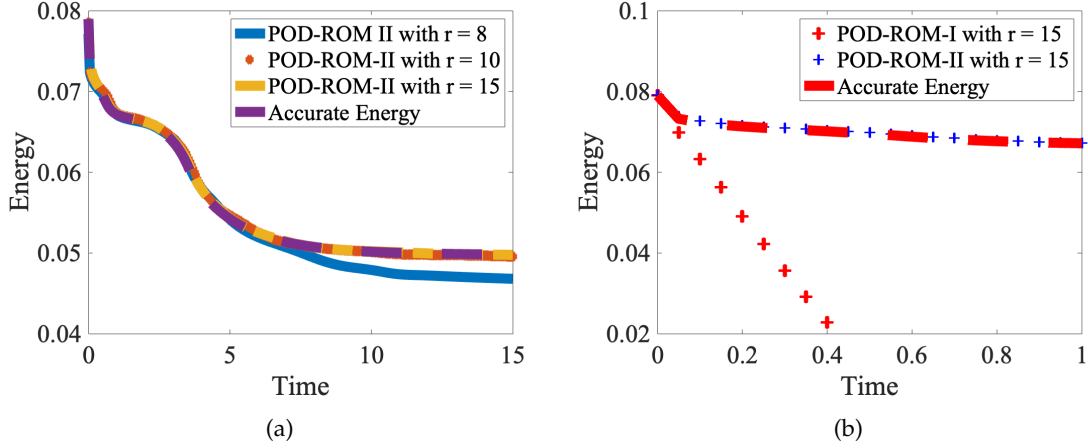 0.08
0.07
0.06
0.05
0.04
Energy
0
5
10
15
Time
POD-ROM II with r = 8
POD-ROM-II with r = 10
POD-ROM-II with r = 15
Accurate Energy
(a)
0.1
0.08
0.06
0.04
0.02
Energy
0
0.2
0.4
0.6
0.8
1
Time
POD-ROM-I with r = 15
POD-ROM-II with r = 15
Accurate Energy
(b)